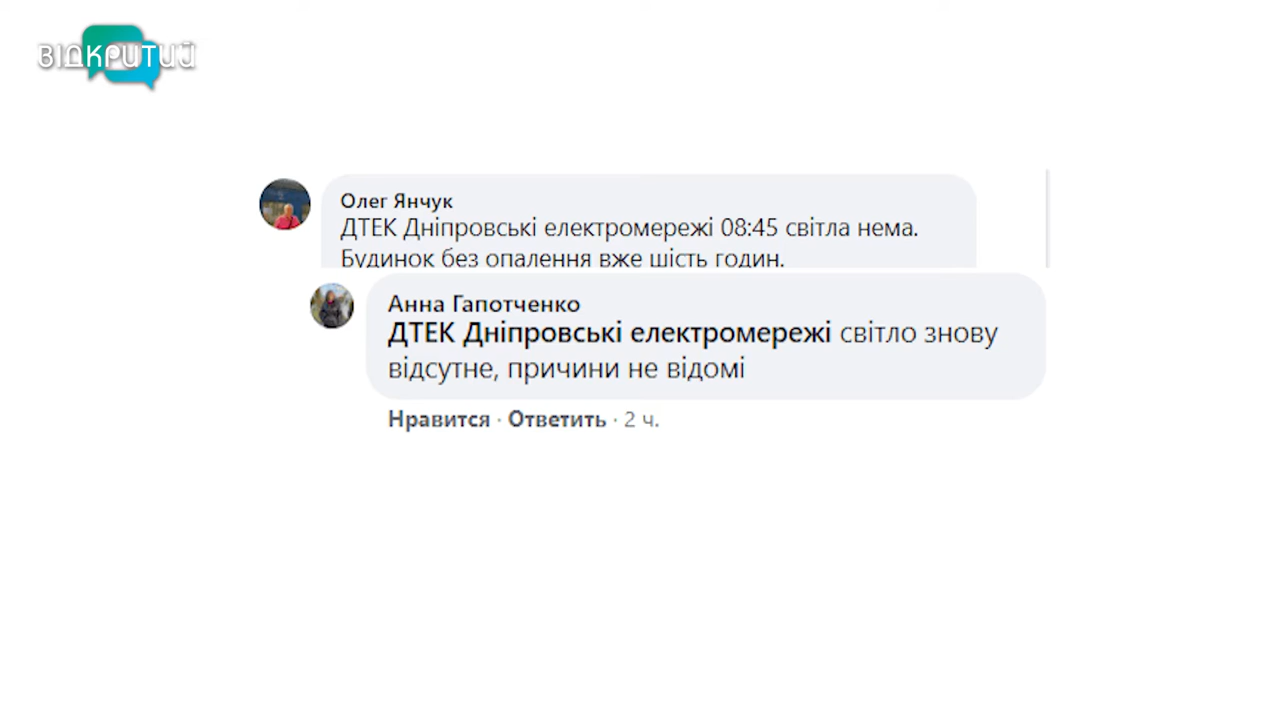 ВІДКРИТИЙ
Олег Янчук
ДТЕК Дніпровські електромережі 08:45 світла нема.
Будинок без опалення вже шість годин.
Анна Гапотченко
ДТЕК Дніпровські електромережі світло знову
відсутне, причини не відомі
Нравится · Ответить · 2 ч.